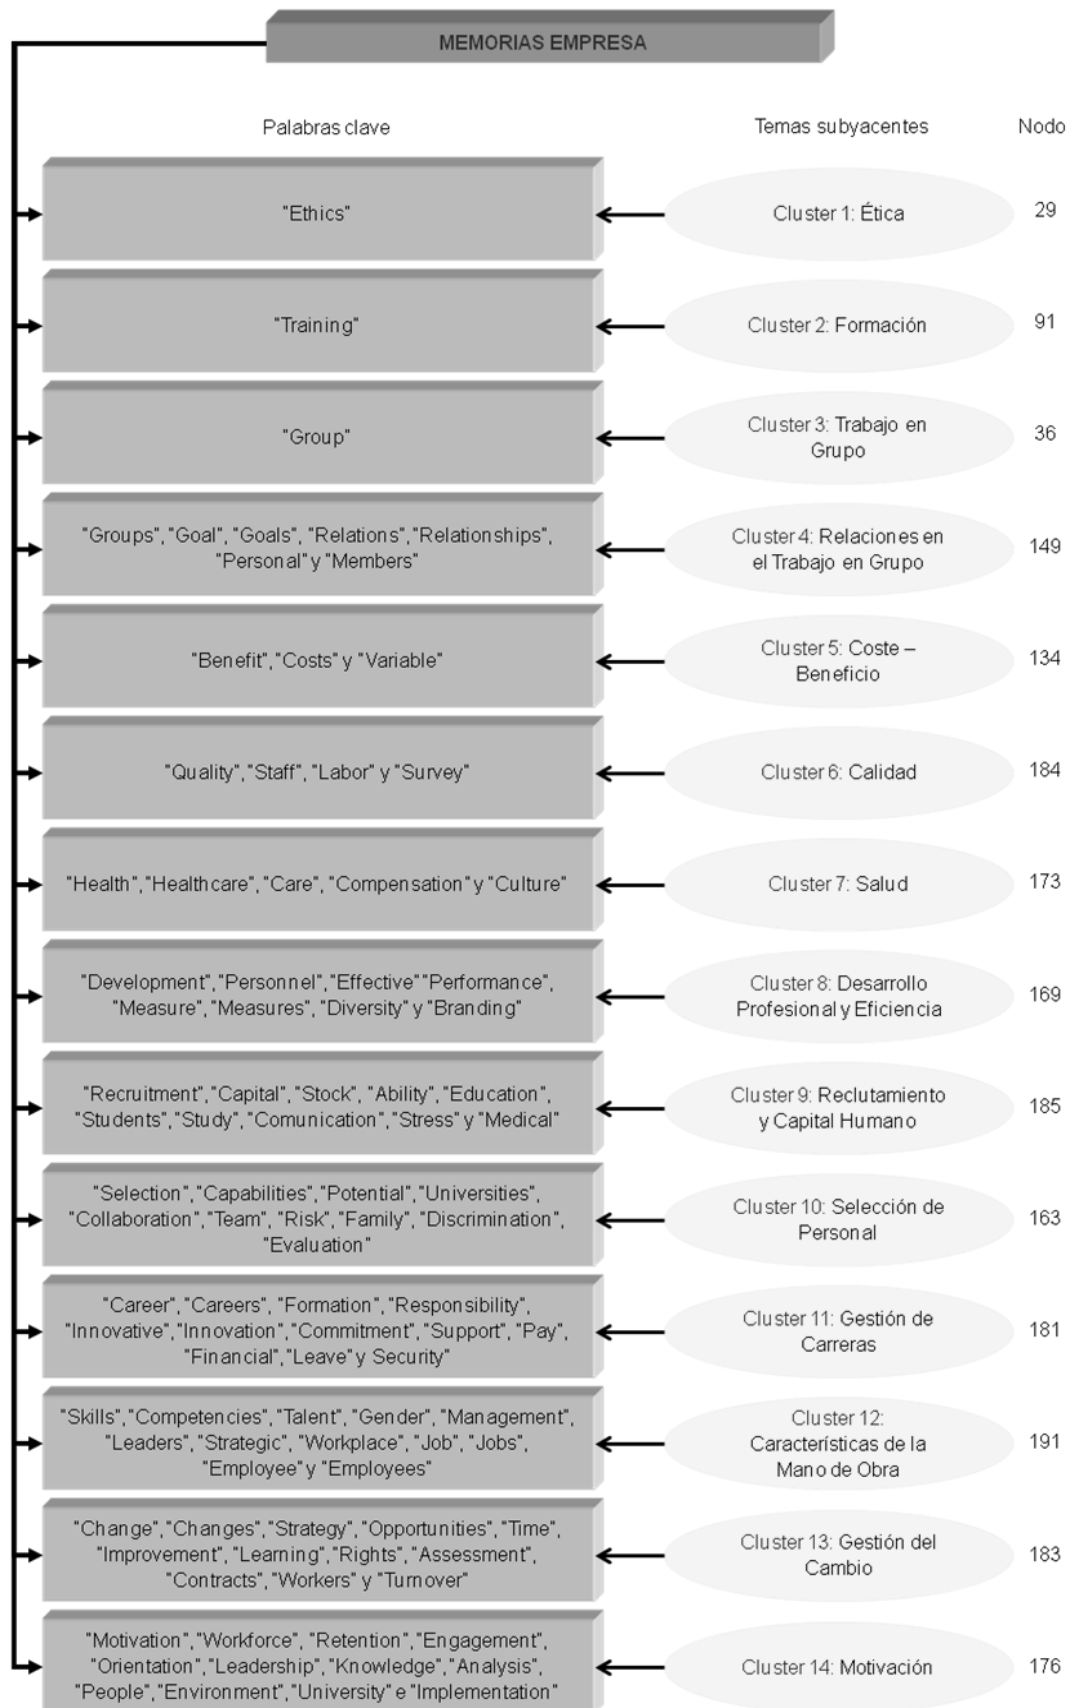 MEMORIAS EMPRESA
Palabras clave
Temas subyacentes
Nodo
"Ethics"
Cluster 1: Ética
29
"Training"
Cluster 2: Formación
91
"Group"
Cluster 3: Trabajo en
Grupo
36
"Groups", "Goal", "Goals", "Relations", "Relationships",
"Personal" y "Members"
Cluster 4: Relaciones en
el Trabajo en Grupo
149
"Benefit", "Costs" y "Variable"
Cluster 5: Coste –
Beneficio
134
"Quality", "Staff", "Labor" y "Survey"
Cluster 6: Calidad
184
"Health", "Healthcare", "Care", "Compensation" y "Culture"
Cluster 7: Salud
173
"Development", "Personnel", "Effective" "Performance",
"Measure", "Measures", "Diversity" y "Branding"
Cluster 8: Desarrollo
Profesional y Eficiencia
169
"Recruitment", "Capital", "Stock", "Ability", "Education",
"Students", "Study", "Comunication", "Stress" y "Medical"
Cluster 9: Reclutamiento
y Capital Humano
185
"Selection", "Capabilities", "Potential", "Universities",
"Collaboration", "Team", "Risk", "Family", "Discrimination",
"Evaluation"
Cluster 10: Selección de
Personal
163
"Career", "Careers", "Formation", "Responsibility",
"Innovative", "Innovation", "Commitment", "Support", "Pay",
"Financial", "Leave" y Security"
Cluster 11: Gestión de
Carreras
181
"Skills", "Competencies", "Talent", "Gender", "Management",
"Leaders", "Strategic", "Workplace", "Job", "Jobs",
"Employee" y "Employees"
Cluster 12:
Características de la
Mano de Obra
191
"Change", "Changes", "Strategy", "Opportunities", "Time",
"Improvement", "Learning", "Rights", "Assessment",
"Contracts", "Workers" y "Turnover"
Cluster 13: Gestión del
Cambio
183
"Motivation", "Workforce", "Retention", "Engagement",
"Orientation", "Leadership", "Knowledge", "Analysis",
"People", "Environment", "University" e "Implementation"
Cluster 14: Motivación
176